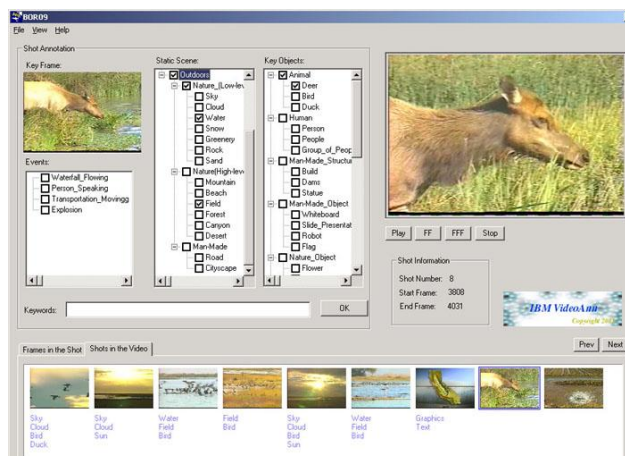 BOR09
File View Help
Shot Annotation
Key Frame:
Static Scene:
Key Objects:
Events:
Waterfall_Flowing
Person_Speaking
Transportation_Movingg
Explosion
Outdoors
Nature_(Low-lev
Sky
Cloud
Water
Snow
Greenery
Rock
Sand
Nature(High-leve
Mountain
Beach
Field
Forest
Canyon
Desert
Man-Made
Road
Cityscape
Animal
Deer
Bird
Duck
Human
Person
People
Group_of_Peop
Man-Made_Structu
Build
Dams
Statue
Man-Made_Object
Whiteboard
Slide_Presentat
Robot
Flag
Nature_Object
Flower
Keywords:
OK
Play FF FFF Stop
Shot Information
Shot Number: 8
Start Frame: 3808
End Frame: 4031
IBM VideoAnn
Copyright
Prev Next
Frames in the Shot Shots in the Video
Sky
Cloud
Bird
Duck
Sky
Cloud
Sun
Water
Field
Bird
Field
Bird
Sky
Cloud
Bird
Sun
Water
Field
Bird
Graphics
Text